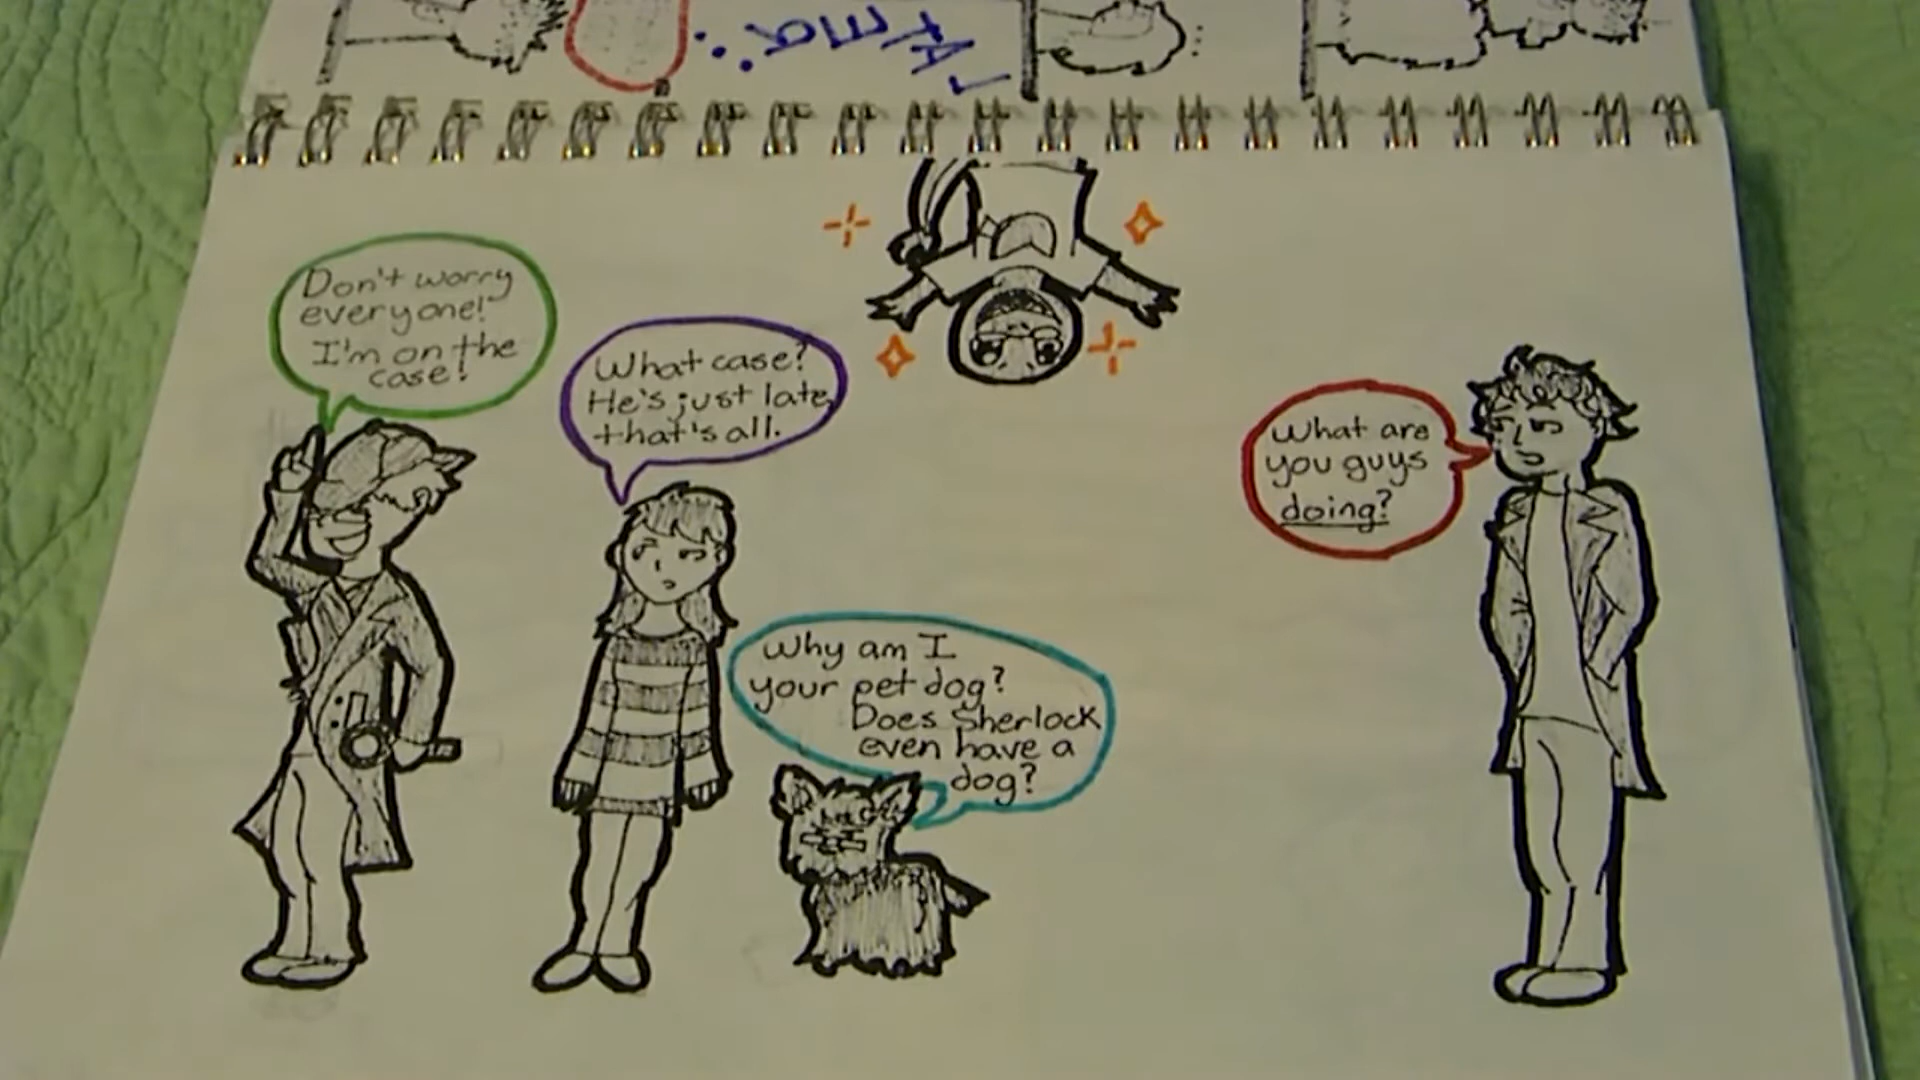 LATER...
Don't worry
everyone!
I'm on the
case!
What case?
He's just late,
that's all.
Why am I
your pet dog?
Does Sherlock
even have a
dog?
What are
you guys
doing?